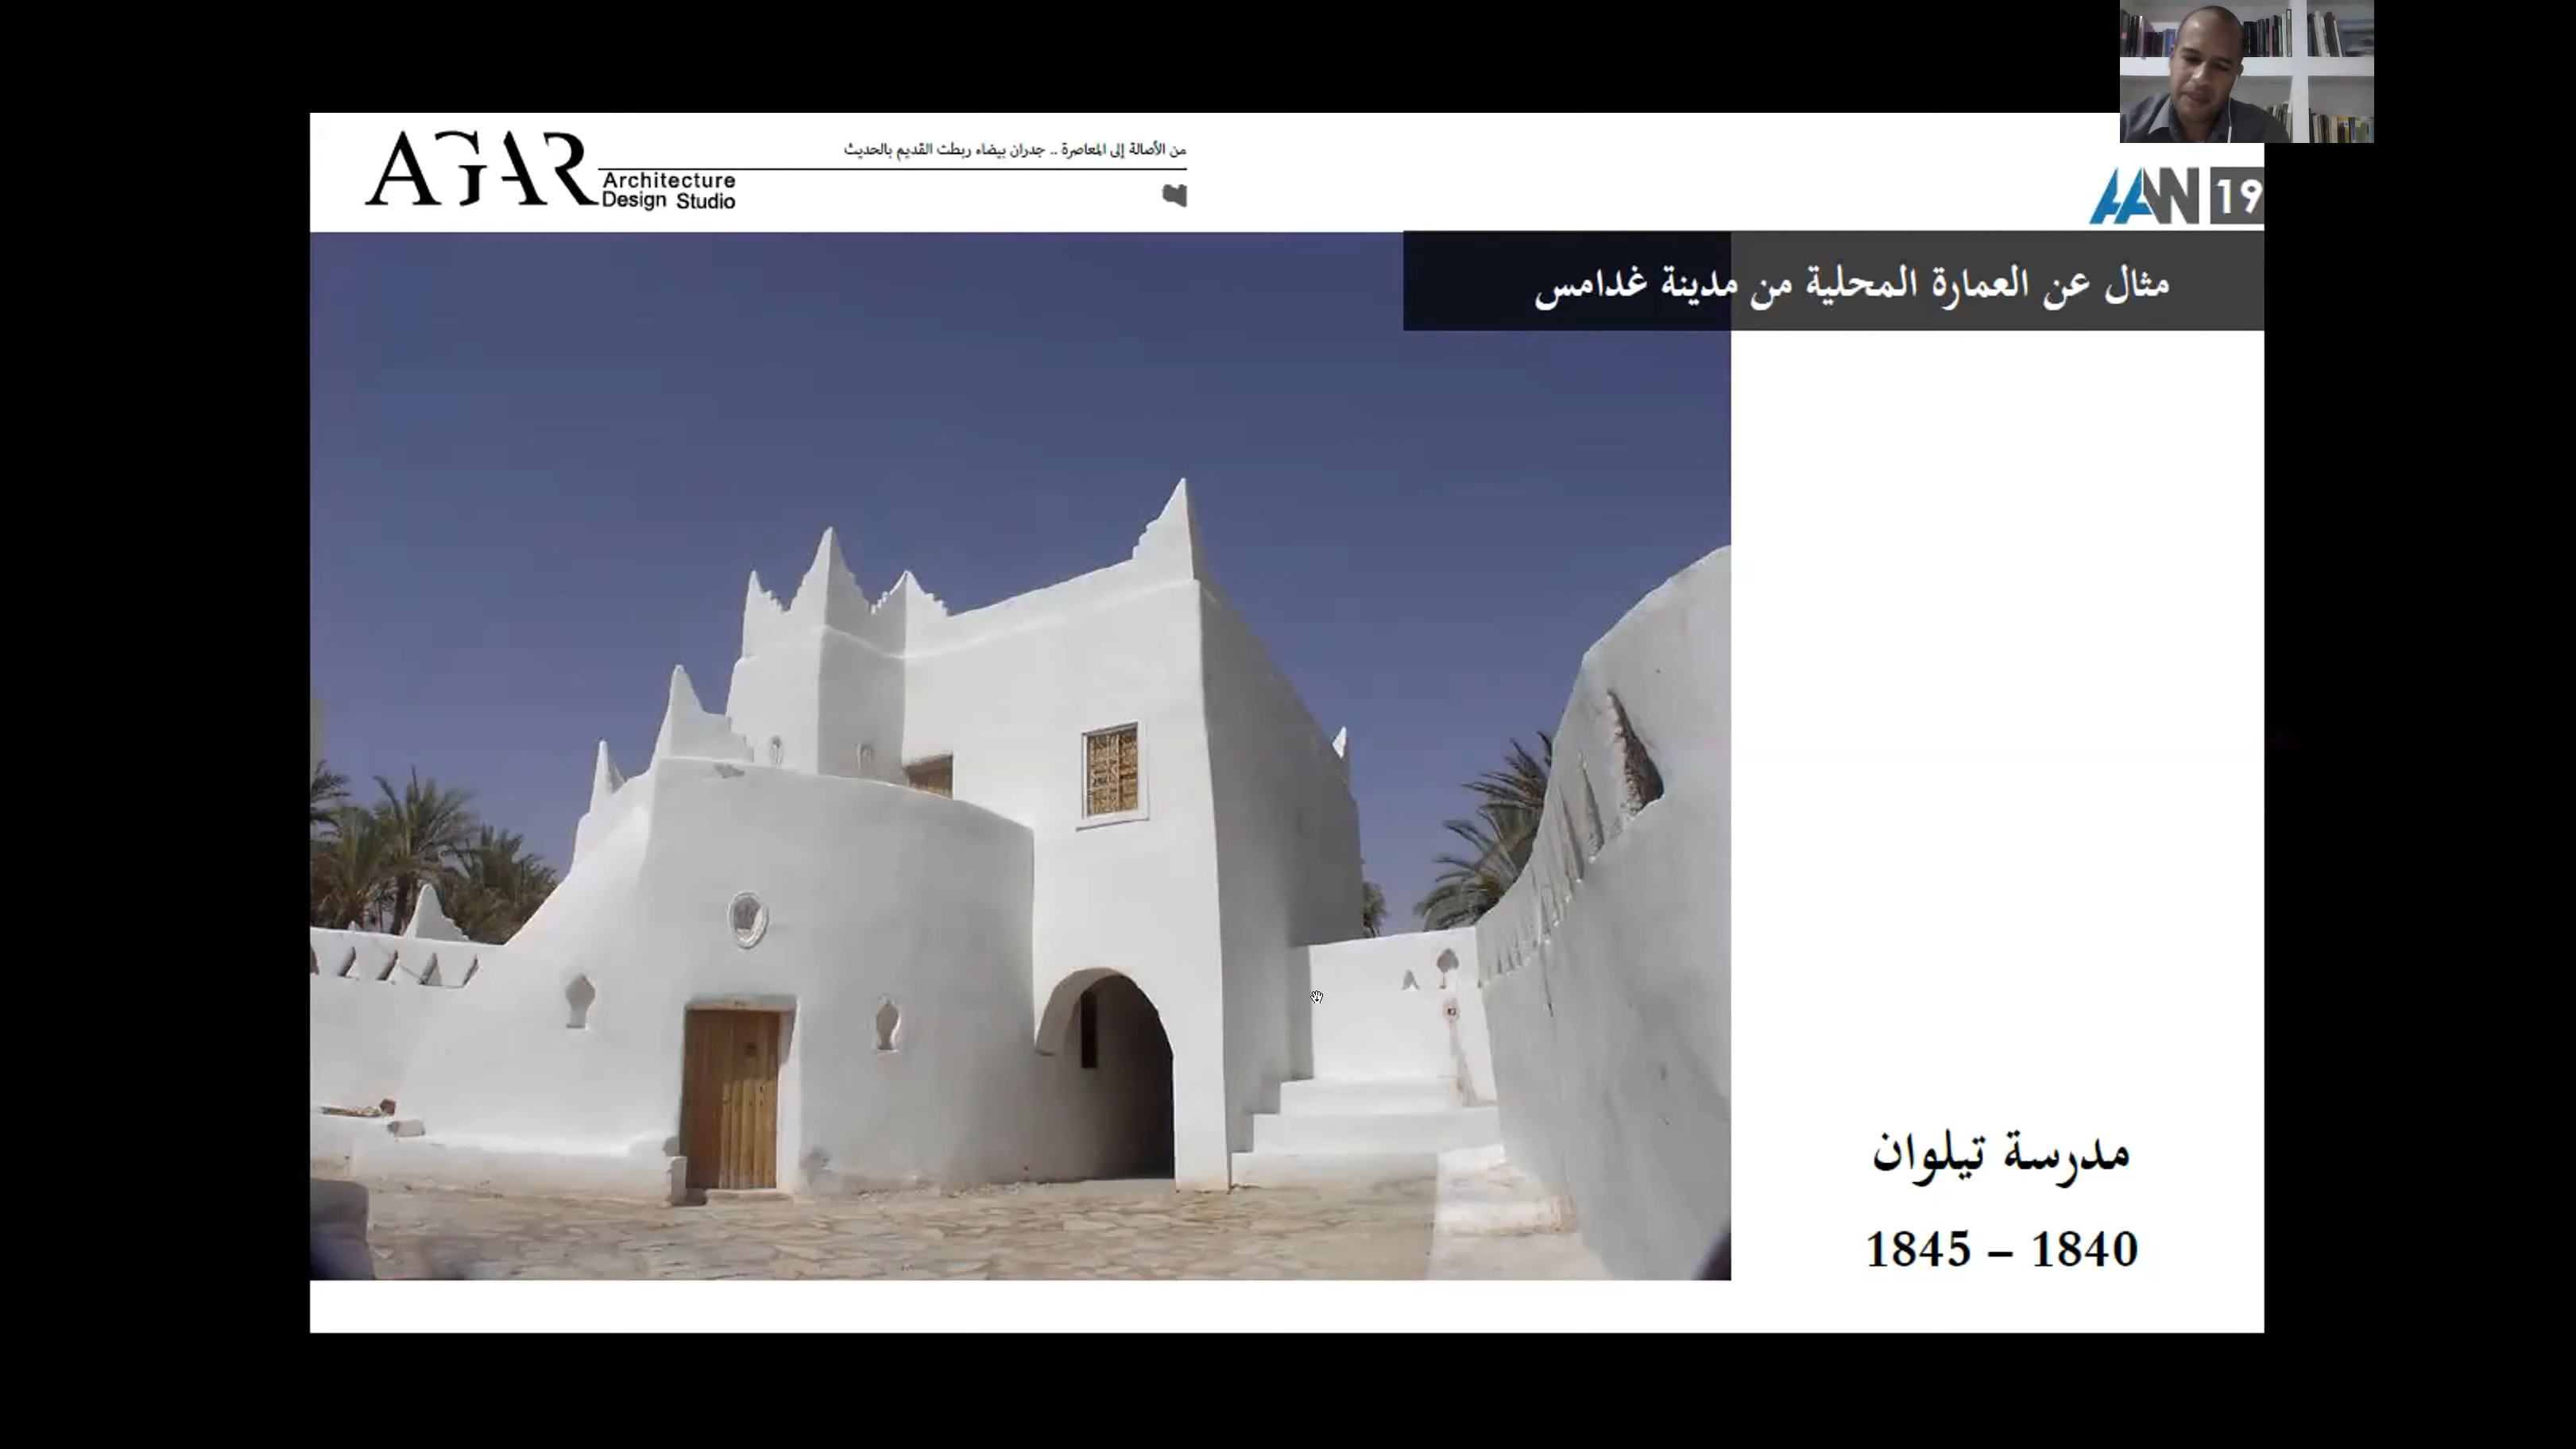 AGAR
Architecture
Design Studio
من الأصالة إلى المعاصرة .. جدران بيضاء ربطت القديم بالحديث
AAN 19
مثال عن العمارة المحلية من مدينة غدامس
مدرسة تيلوان
1845 – 1840